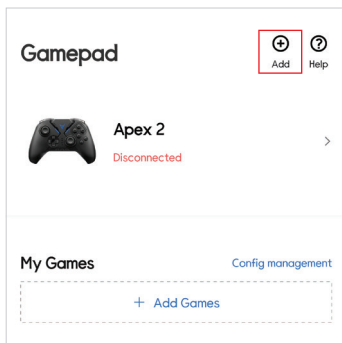 Gamepad
Add
Help
Apex 2
Disconnected
My Games
Config management
+ Add Games